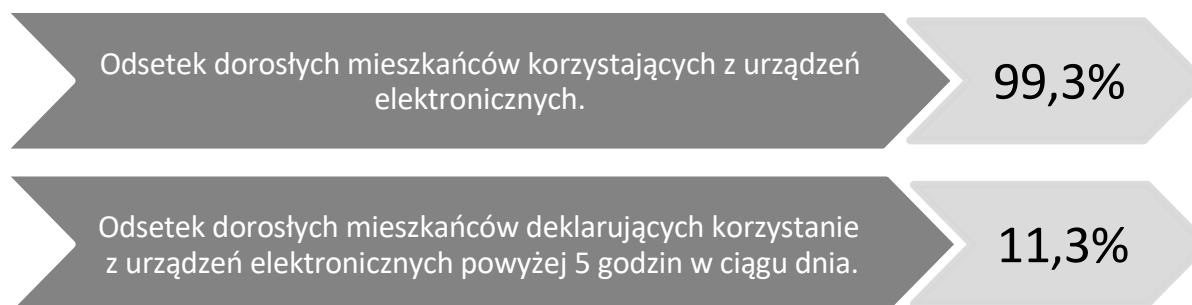 Odsetek dorosłych mieszkańców korzystających z urządzeń
elektronicznych.
99,3%
Odsetek dorosłych mieszkańców deklarujących korzystanie
z urządzeń elektronicznych powyżej 5 godzin w ciągu dnia.
11,3%